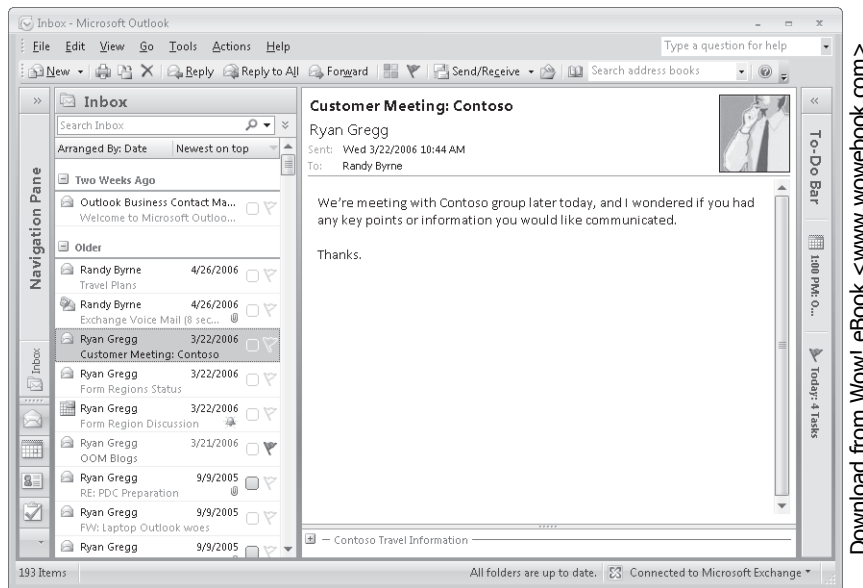 Inbox - Microsoft Outlook
File Edit View Go Tools Actions Help
Type a question for help
New Reply Reply to All Forward Send/Receive Search address books
Inbox
Search Inbox
Arranged By: Date Newest on top
Two Weeks Ago
Outlook Business Contact Ma...
Welcome to Microsoft Outloo...
Older
Randy Byrne 4/26/2006
Travel Plans
Randy Byrne 4/26/2006
Exchange Voice Mail (8 sec...
Ryan Gregg 3/22/2006
Customer Meeting: Contoso
Ryan Gregg 3/22/2006
Form Regions Status
Ryan Gregg 3/22/2006
Form Region Discussion
Ryan Gregg 3/21/2006
OOM Blogs
Ryan Gregg 9/9/2005
RE: PDC Preparation
Ryan Gregg 9/9/2005
FW: Laptop Outlook woes
Ryan Gregg 9/9/2005
Navigation Pane
Inbox
Customer Meeting: Contoso
Ryan Gregg
Sent: Wed 3/22/2006 10:44 AM
To: Randy Byrne
We're meeting with Contoso group later today, and I wondered if you had
any key points or information you would like communicated.
Thanks.
Contoso Travel Information
To-Do Bar
1:00 PM: O...
Today: 4 Tasks
193 Items
All folders are up to date. Connected to Microsoft Exchange
Download from Wow! eBook <www.wowebook.com>